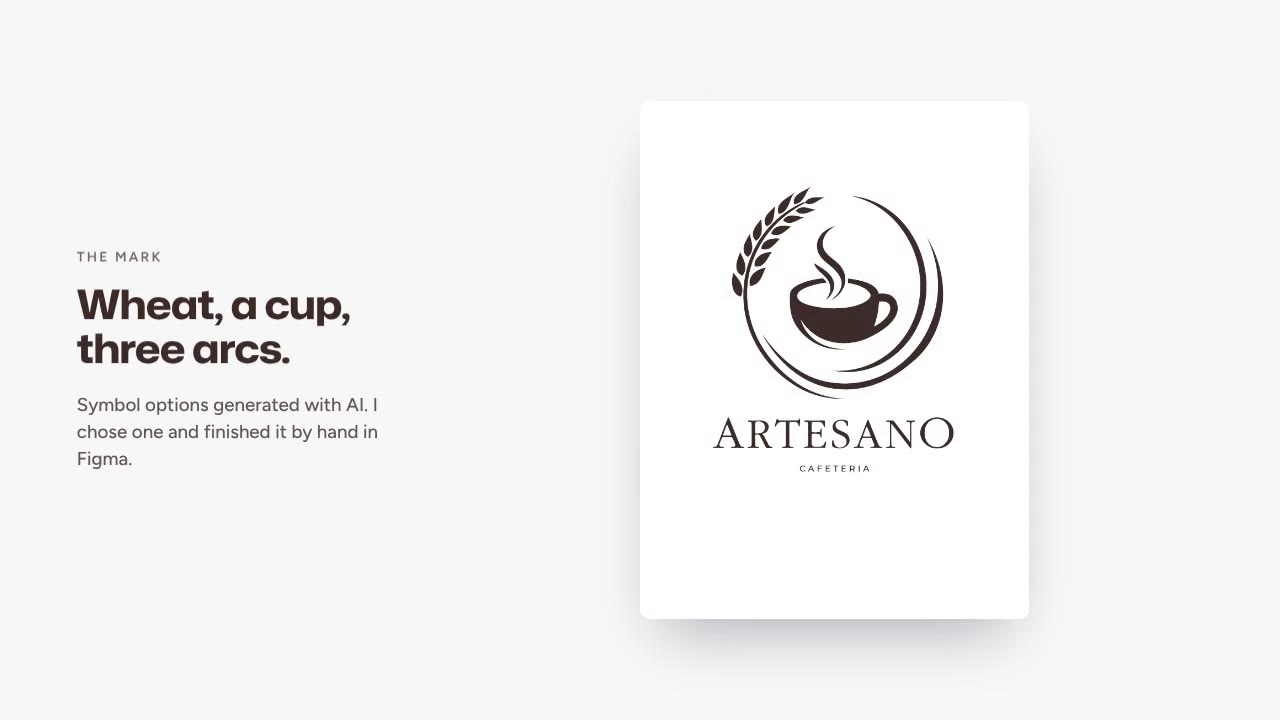 THE MARK
Wheat, a cup,
three arcs.
Symbol options generated with AI. I
chose one and finished it by hand in
Figma.
ARTESANO
CAFETERIA